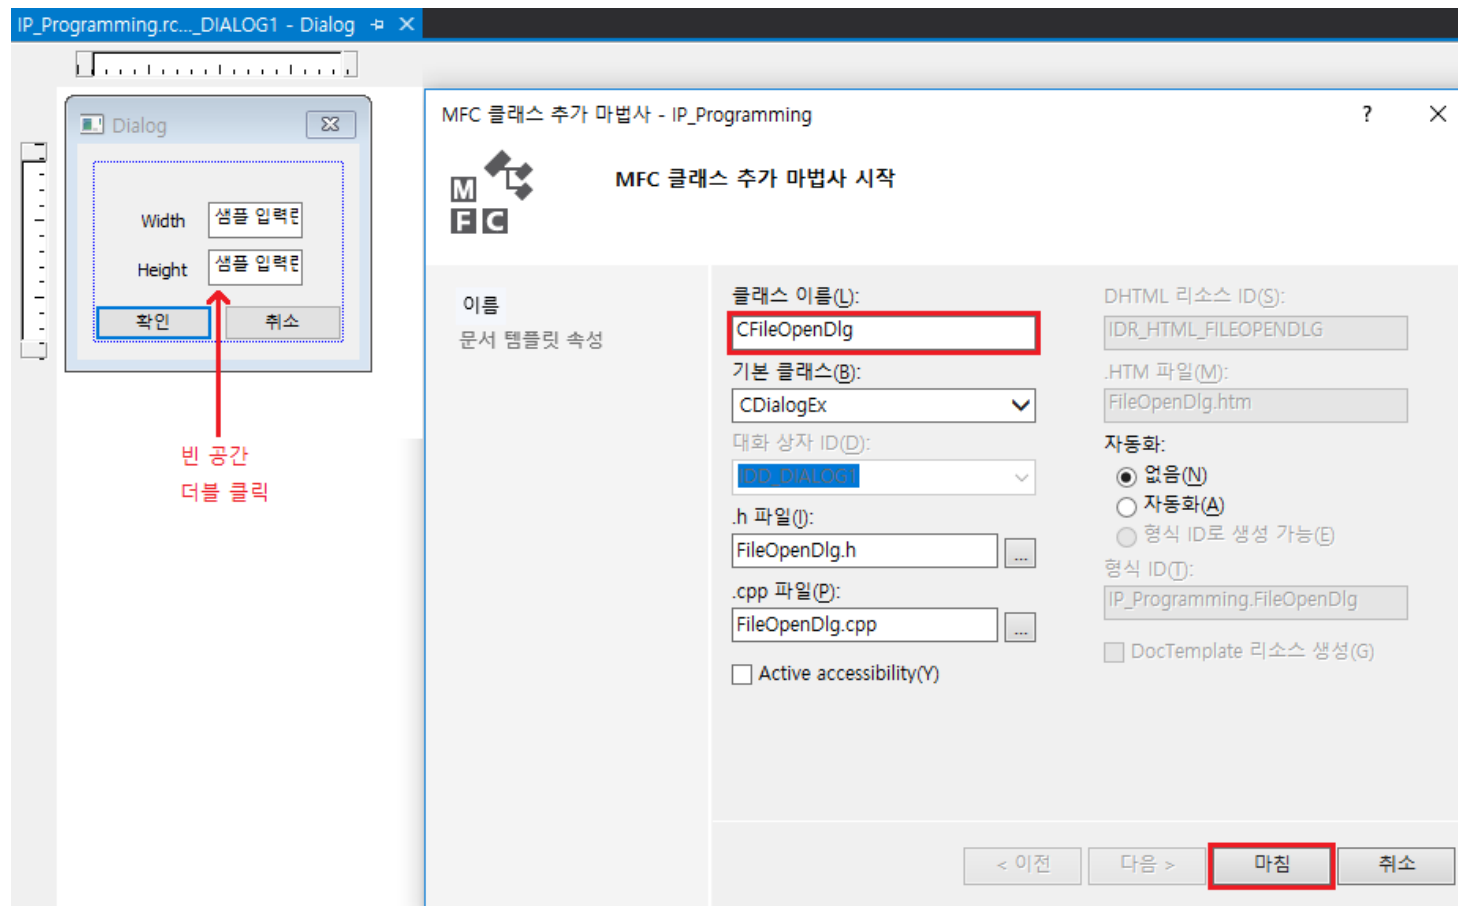 IP_Programming.rc..._DIALOG1 - Dialog
Dialog
Width 샘플 입력
Height 샘플 입력
확인 취소
빈 공간
더블 클릭
MFC 클래스 추가 마법사 - IP_Programming
?
M
F C
MFC 클래스 추가 마법사 시작
이름
문서 템플릿 속성
클래스 이름(L):
CFileOpenDlg
기본 클래스(B):
CDialogEx
대화 상자 ID(D):
IDD_DIALOG1
.h 파일(I):
FileOpenDlg.h
...
.cpp 파일(P):
FileOpenDlg.cpp
...
Active accessibility(Y)
DHTML 리소스 ID(S):
IDR_HTML_FILEOPENDLG
.HTM 파일(M):
FileOpenDlg.htm
자동화:
없음(N)
자동화(A)
형식 ID로 생성 가능(E)
형식 ID(T):
IP_Programming.FileOpenDlg
DocTemplate 리소스 생성(G)
< 이전 다음 > 마침 취소